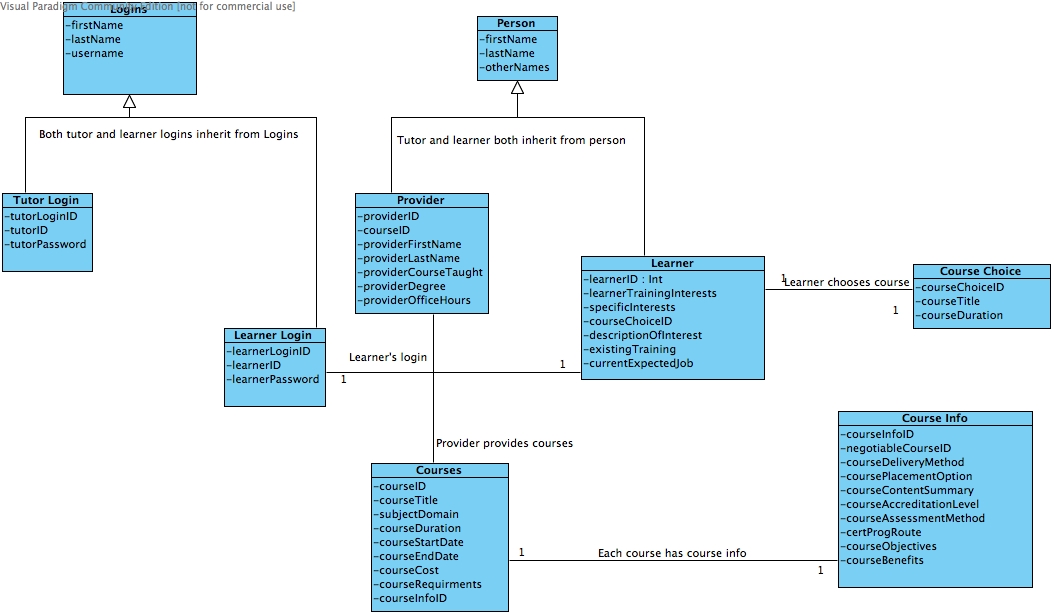 Visual Paradigm Community Edition [not for commercial use]
Logins
-firstName
-lastName
-username
Person
-firstName
-lastName
-otherNames
Both tutor and learner logins inherit from Logins
Tutor and learner both inherit from person
Tutor Login
-tutorLoginID
-tutorID
-tutorPassword
Provider
-providerID
-courseID
-providerFirstName
-providerLastName
-providerCourseTaught
-providerDegree
-providerOfficeHours
Learner
-learnerID : Int
-learnerTrainingInterests
-specificInterests
-courseChoiceID
-descriptionOfInterest
-existingTraining
-currentExpectedJob
1
Learner chooses course
1
Course Choice
-courseChoiceID
-courseTitle
-courseDuration
Learner Login
-learnerLoginID
-learnerID
-learnerPassword
Learner's login
1
1
Provider provides courses
Courses
-courseID
-courseTitle
-subjectDomain
-courseDuration
-courseStartDate
-courseEndDate
-courseCost
-courseRequirments
-courseInfoID
1
Each course has course info
1
Course Info
-courseInfoID
-negotiableCourseID
-courseDeliveryMethod
-coursePlacementOption
-courseContentSummary
-courseAccreditationLevel
-courseAssessmentMethod
-certProgRoute
-courseObjectives
-courseBenefits